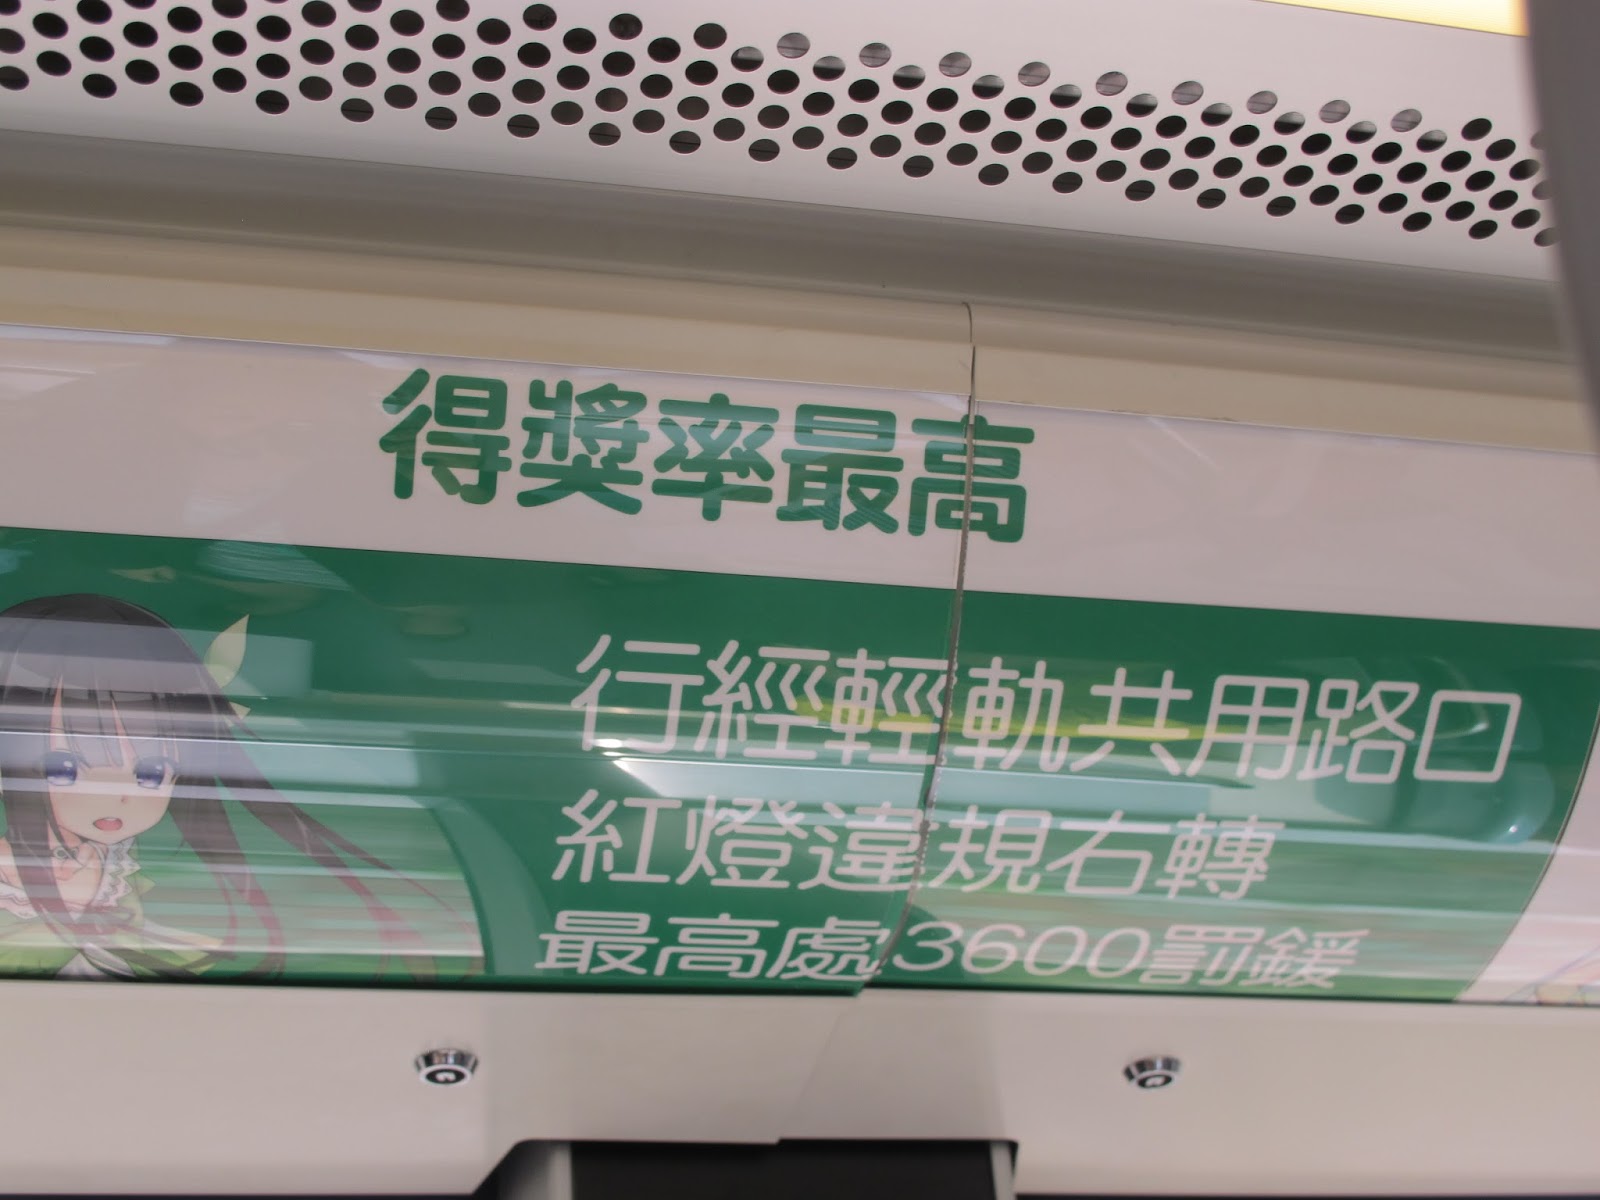 得獎率最高
行經輕軌共用路口
紅燈違規右轉
最高處3600罰鍰